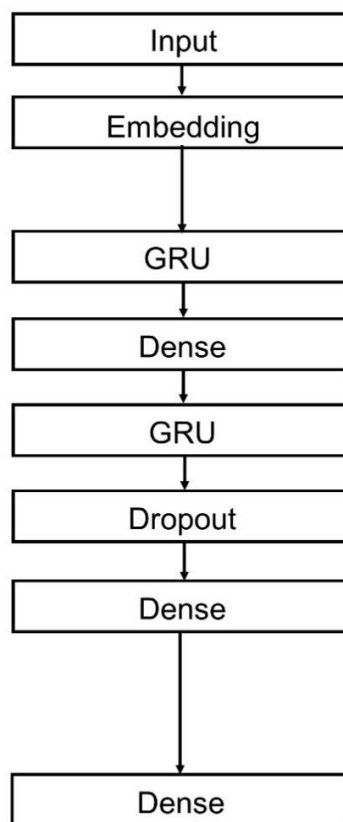 Input
Embedding
GRU
Dense
GRU
Dropout
Dense
Dense